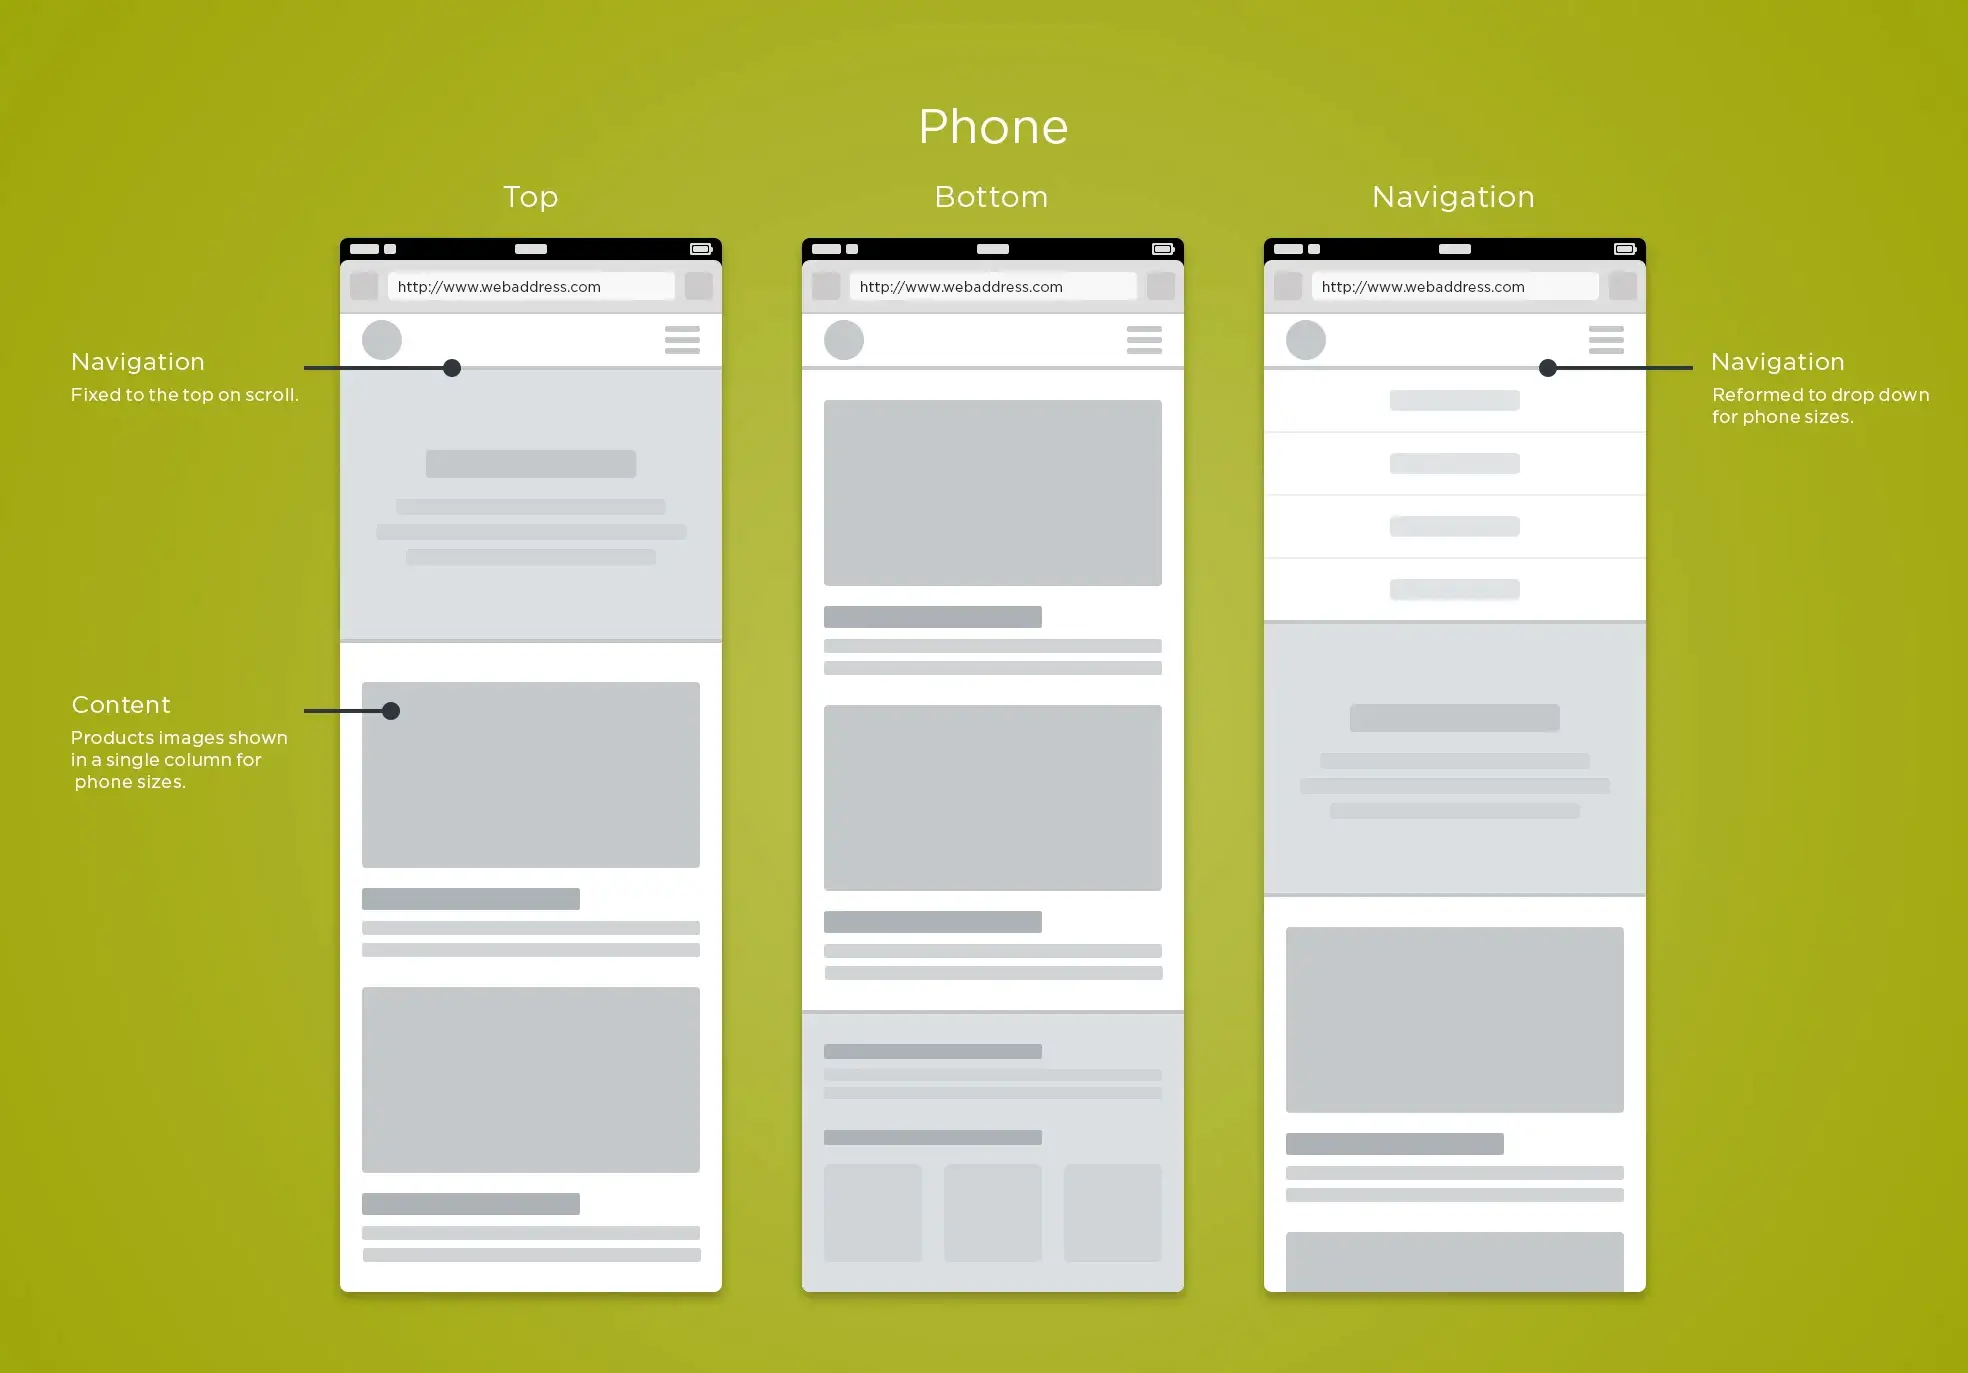 Phone
Top
Bottom
Navigation
http://www.webaddress.com
http://www.webaddress.com
http://www.webaddress.com
Navigation
Fixed to the top on scroll.
Navigation
Reformed to drop down
for phone sizes.
Content
Products images shown
in a single column for
phone sizes.